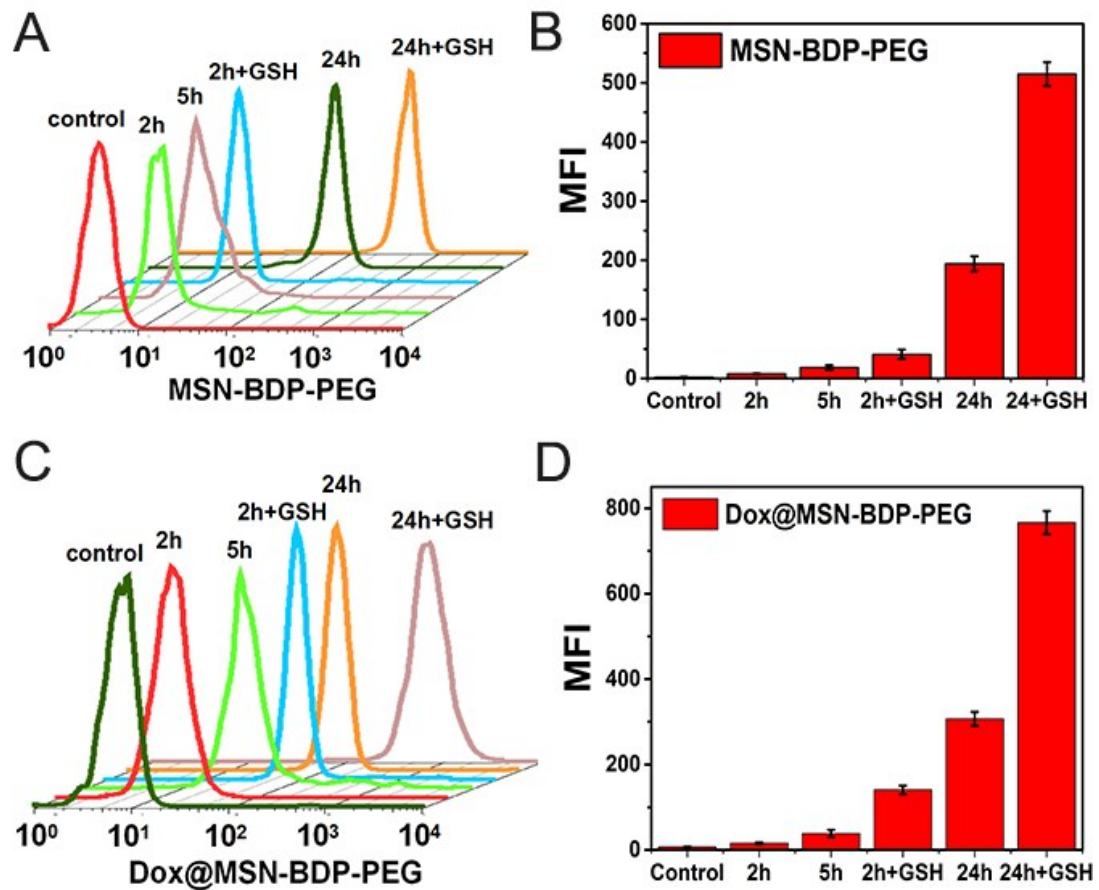 A
control
2h
5h
2h+GSH
24h
24h+GSH
10⁰ 10¹ 10² 10³ 10⁴
MSN-BDP-PEG
B
MSN-BDP-PEG
MFI
600
500
400
300
200
100
0
Control 2h 5h 2h+GSH 24h 24+GSH
C
control
2h
5h
2h+GSH
24h
24h+GSH
10⁰ 10¹ 10² 10³ 10⁴
Dox@MSN-BDP-PEG
D
Dox@MSN-BDP-PEG
MFI
800
600
400
200
0
Control 2h 5h 2h+GSH 24h 24h+GSH